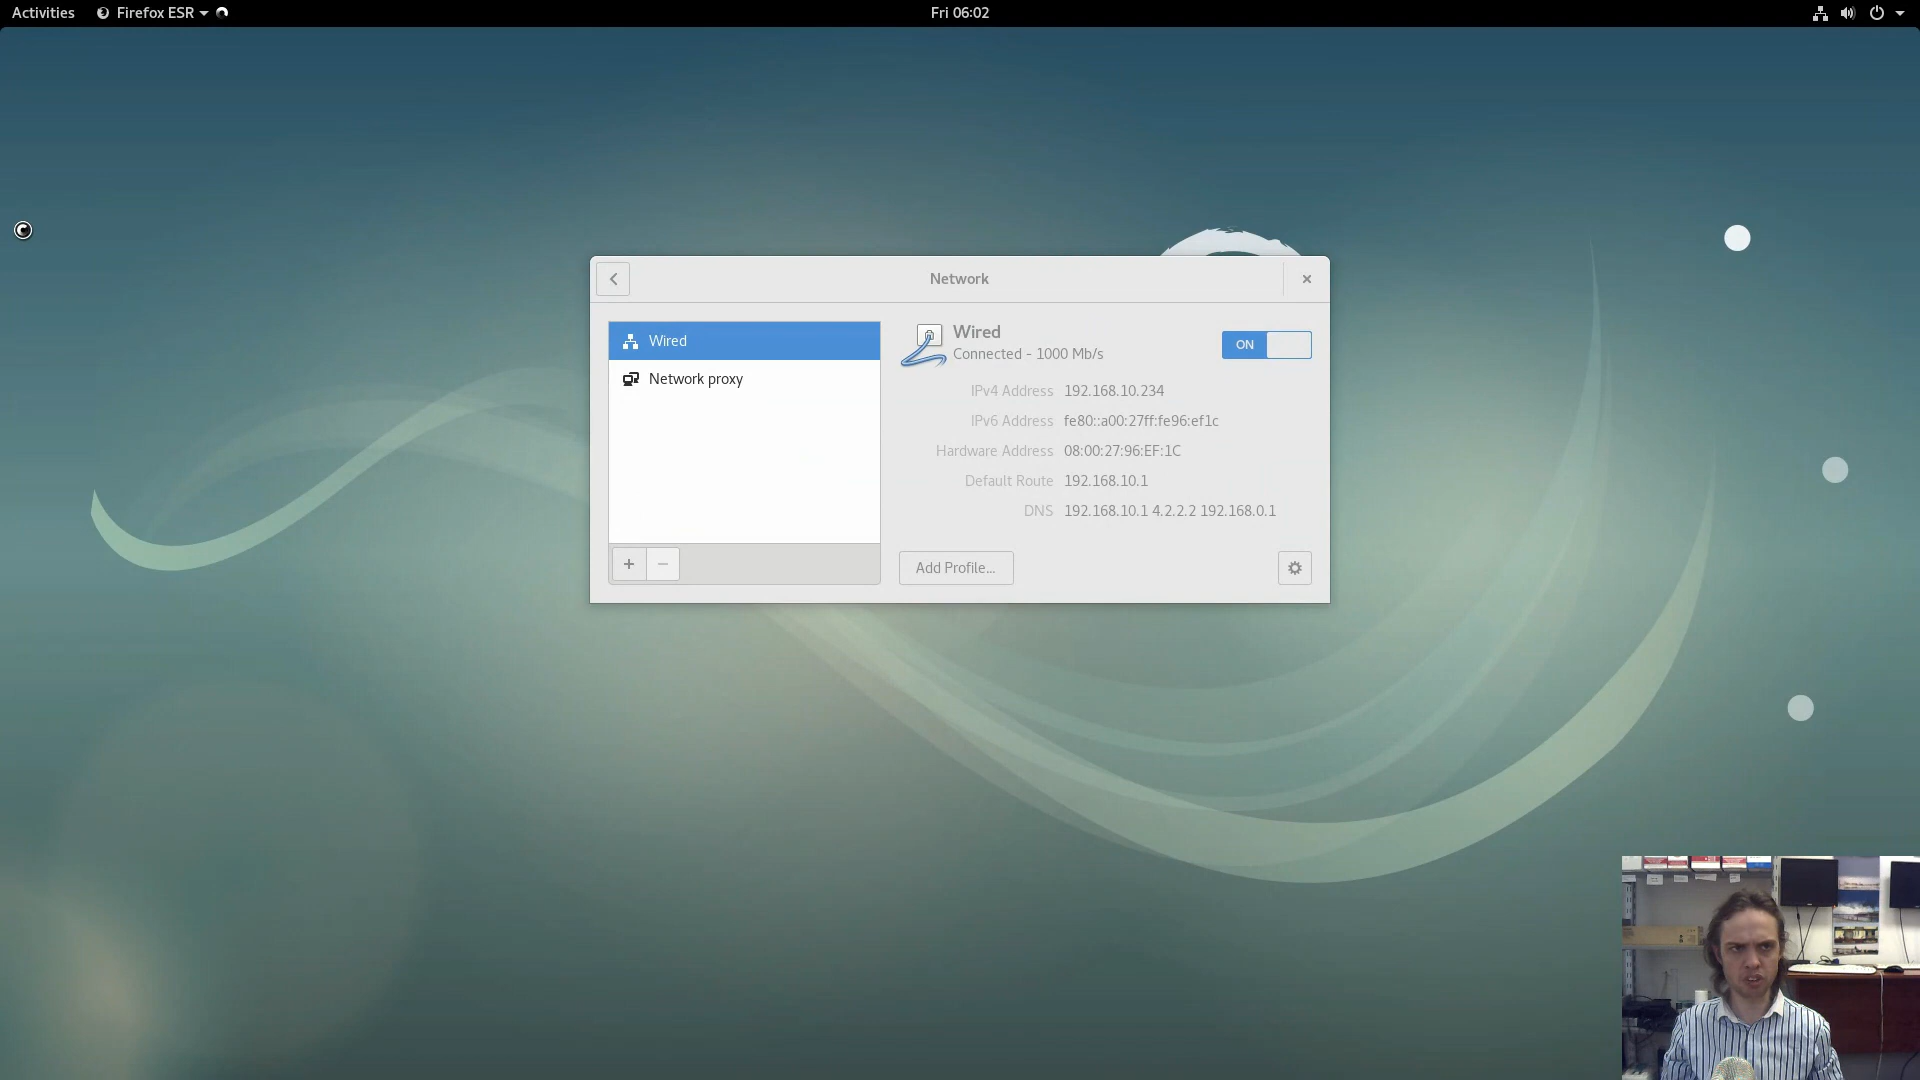 Activities
Firefox ESR
Fri 06:02
Network
Wired
Network proxy
Wired
Connected - 1000 Mb/s
ON
IPv4 Address 192.168.10.234
IPv6 Address fe80::a00:27ff:fe96:ef1c
Hardware Address 08:00:27:96:EF:1C
Default Route 192.168.10.1
DNS 192.168.10.1 4.2.2.2 192.168.0.1
Add Profile...